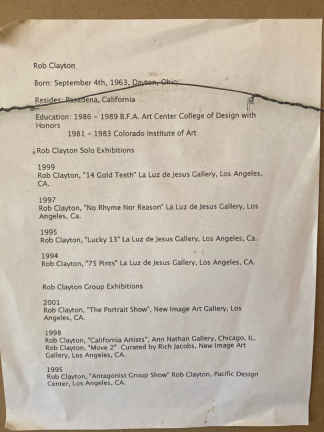 Rob Clayton
Born: September 4th, 1963, Dayton, Ohio
Resides: Pasadena, California
Education: 1986 – 1989 B.F.A. Art Center College of Design with
Honors
1981 – 1983 Colorado Institute of Art
Rob Clayton Solo Exhibitions
1999
Rob Clayton, "14 Gold Teeth" La Luz de Jesus Gallery, Los Angeles,
CA.
1997
Rob Clayton, "No Rhyme Nor Reason" La Luz de Jesus Gallery, Los
Angeles, Ca.
1995
Rob Clayton, "Lucky 13" La Luz de Jesus Gallery, Los Angeles, Ca.
1994
Rob Clayton, "75 Pints" La Luz de Jesus Gallery, Los Angeles, CA.
Rob Clayton Group Exhibitions
2001
Rob Clayton, "The Portrait Show", New Image Art Gallery, Los
Angeles, CA.
1998
Rob Clayton, "California Artists", Ann Nathan Gallery, Chicago, IL.
Rob Clayton, "Move 2" Curated by Rich Jacobs, New Image Art
Gallery, Los Angeles, CA.
1995
Rob Clayton, "Antagonist Group Show" Rob Clayton, Pacific Design
Center, Los Angeles, CA.